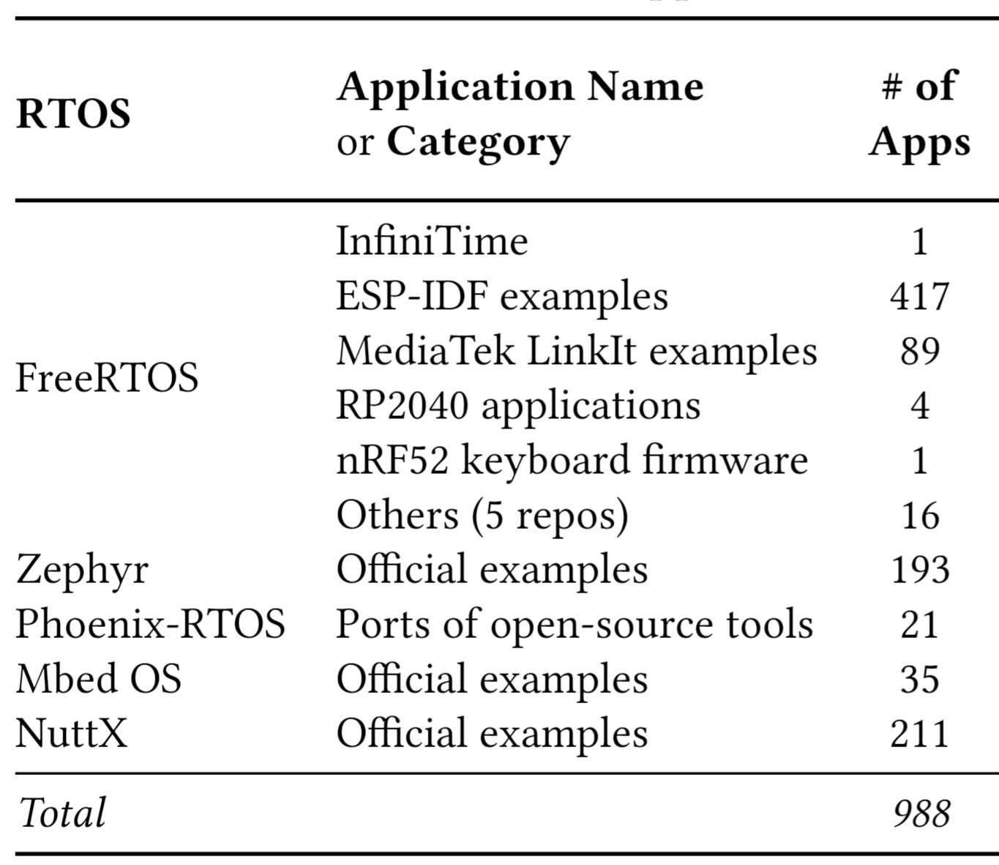 RTOS Application Name or Category # of Apps
FreeRTOS
InfiniTime 1
ESP-IDF examples 417
MediaTek LinkIt examples 89
RP2040 applications 4
nRF52 keyboard firmware 1
Others (5 repos) 16
Zephyr Official examples 193
Phoenix-RTOS Ports of open-source tools 21
Mbed OS Official examples 35
NuttX Official examples 211
Total 988